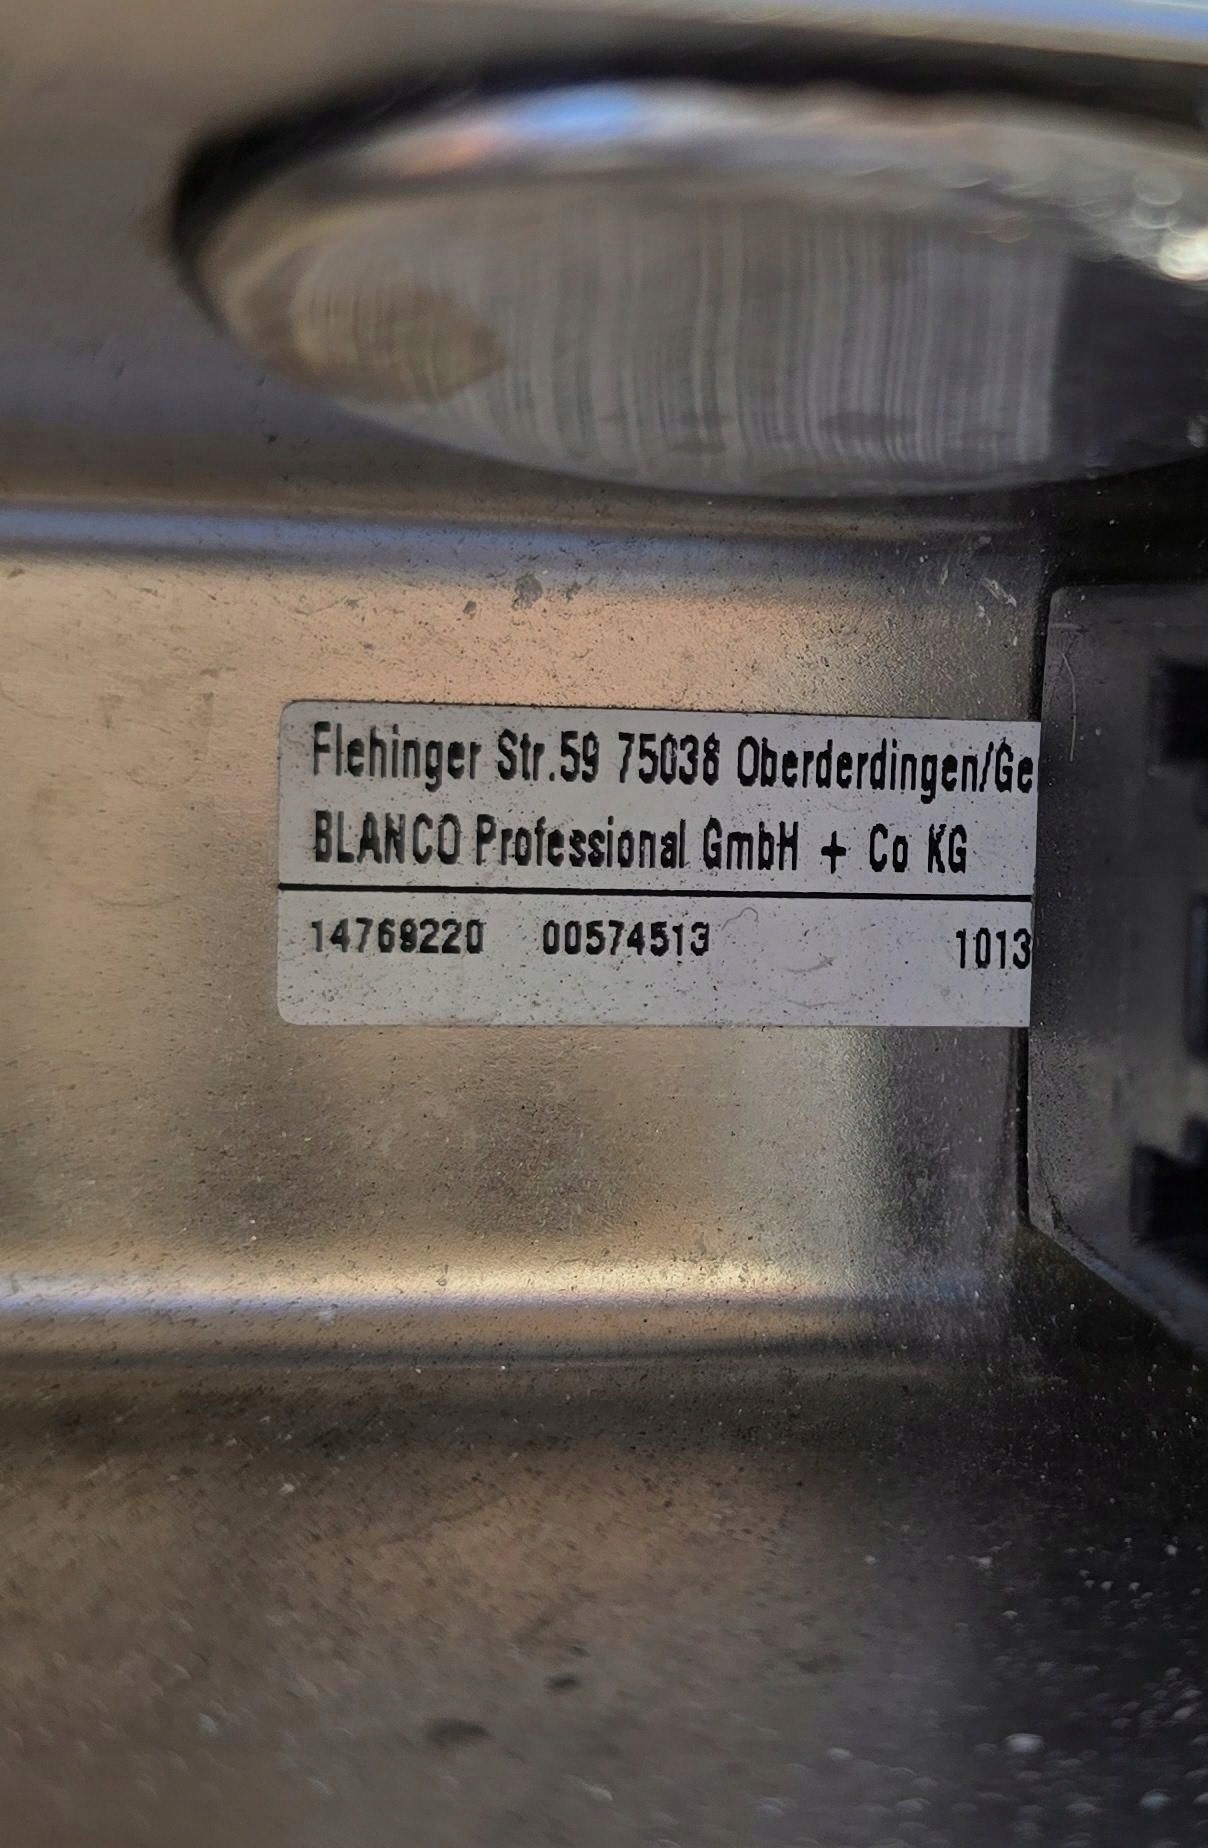 Flehinger Str.59 75038 Oberderdingen/Ge
BLANCO Professional GmbH + Co KG
14769220 00574513 1013